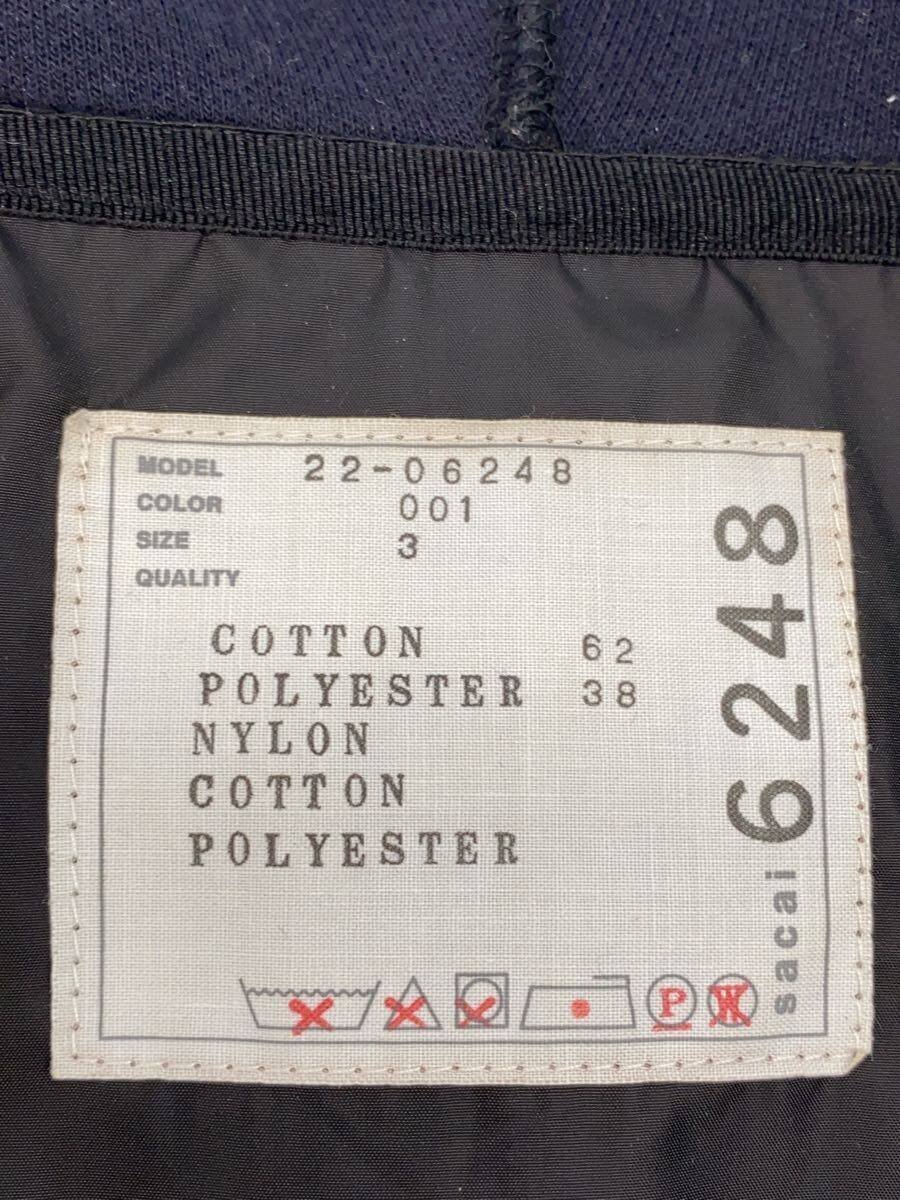 MODEL 22-06248
COLOR 001
SIZE 3
QUALITY
COTTON 62
POLYESTER 38
NYLON
COTTON
POLYESTER
P W
sacai 6248